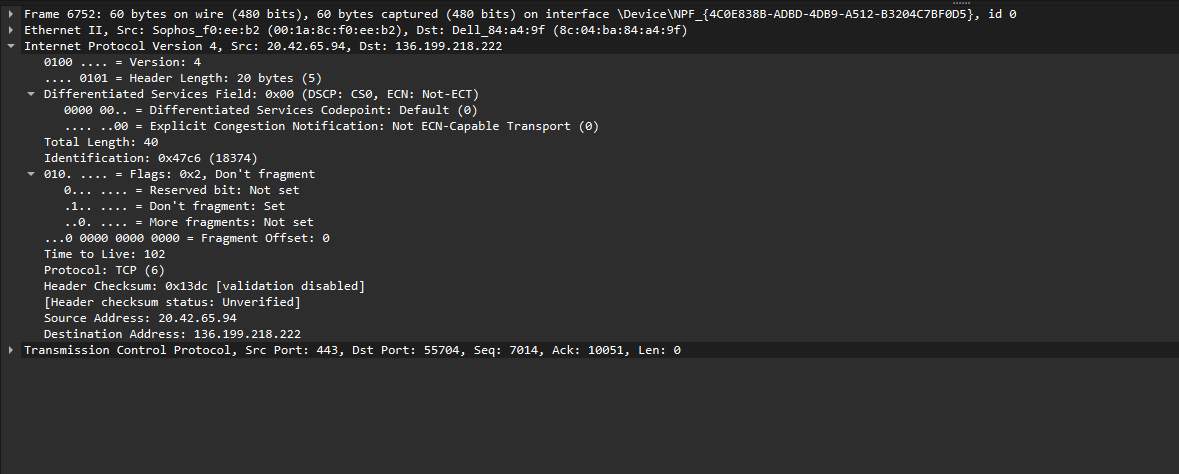 Frame 6752: 60 bytes on wire (480 bits), 60 bytes captured (480 bits) on interface \Device\NPF_{4C0E838B-ADBD-4DB9-A512-B3204C7BF0D5}, id 0
Ethernet II, Src: Sophos_f0:ee:b2 (00:1a:8c:f0:ee:b2), Dst: Dell_84:a4:9f (8c:04:ba:84:a4:9f)
Internet Protocol Version 4, Src: 20.42.65.94, Dst: 136.199.218.222
0100 .... = Version: 4
.... 0101 = Header Length: 20 bytes (5)
Differentiated Services Field: 0x00 (DSCP: CS0, ECN: Not-ECT)
0000 00.. = Differentiated Services Codepoint: Default (0)
.... ..00 = Explicit Congestion Notification: Not ECN-Capable Transport (0)
Total Length: 40
Identification: 0x47c6 (18374)
010. .... = Flags: 0x2, Don't fragment
0... .... = Reserved bit: Not set
.1.. .... = Don't fragment: Set
..0. .... = More fragments: Not set
...0 0000 0000 0000 = Fragment Offset: 0
Time to Live: 102
Protocol: TCP (6)
Header Checksum: 0x13dc [validation disabled]
[Header checksum status: Unverified]
Source Address: 20.42.65.94
Destination Address: 136.199.218.222
Transmission Control Protocol, Src Port: 443, Dst Port: 55704, Seq: 7014, Ack: 10051, Len: 0